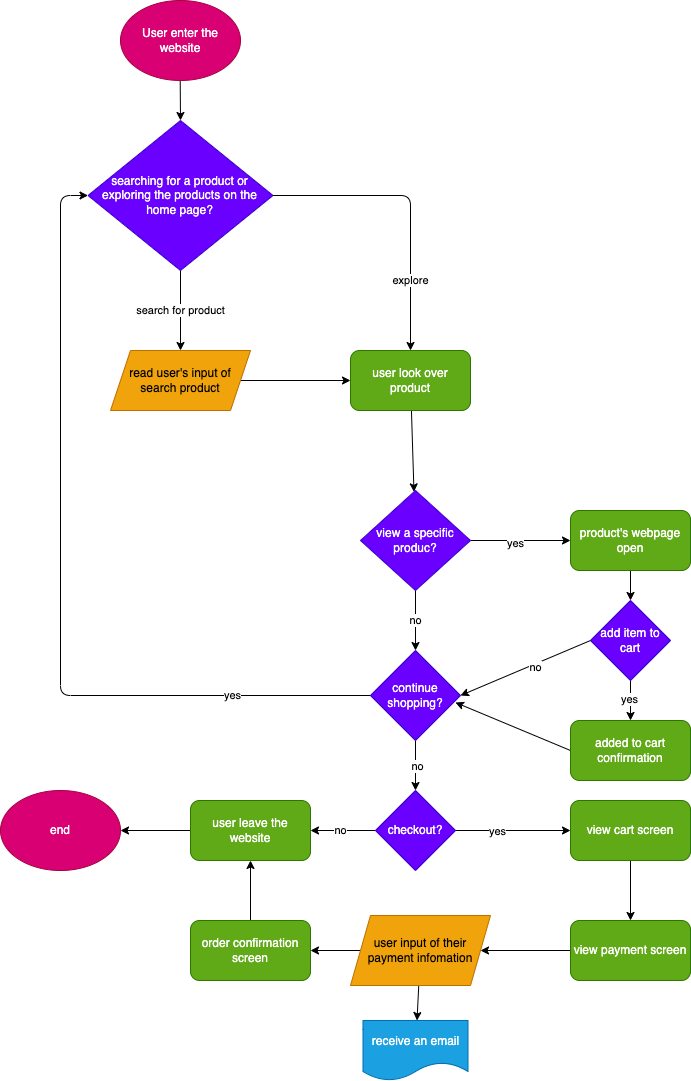 User enter the
website
searching for a product or
exploring the products on the
home page?
explore
search for product
read user's input of
search product
user look over
product
view a specific
produc?
yes
product's webpage
open
no
add item to
cart
no
yes
continue
shopping?
yes
added to cart
confirmation
no
end
user leave the
website
no
checkout?
yes
view cart screen
order confirmation
screen
user input of their
payment infomation
view payment screen
receive an email